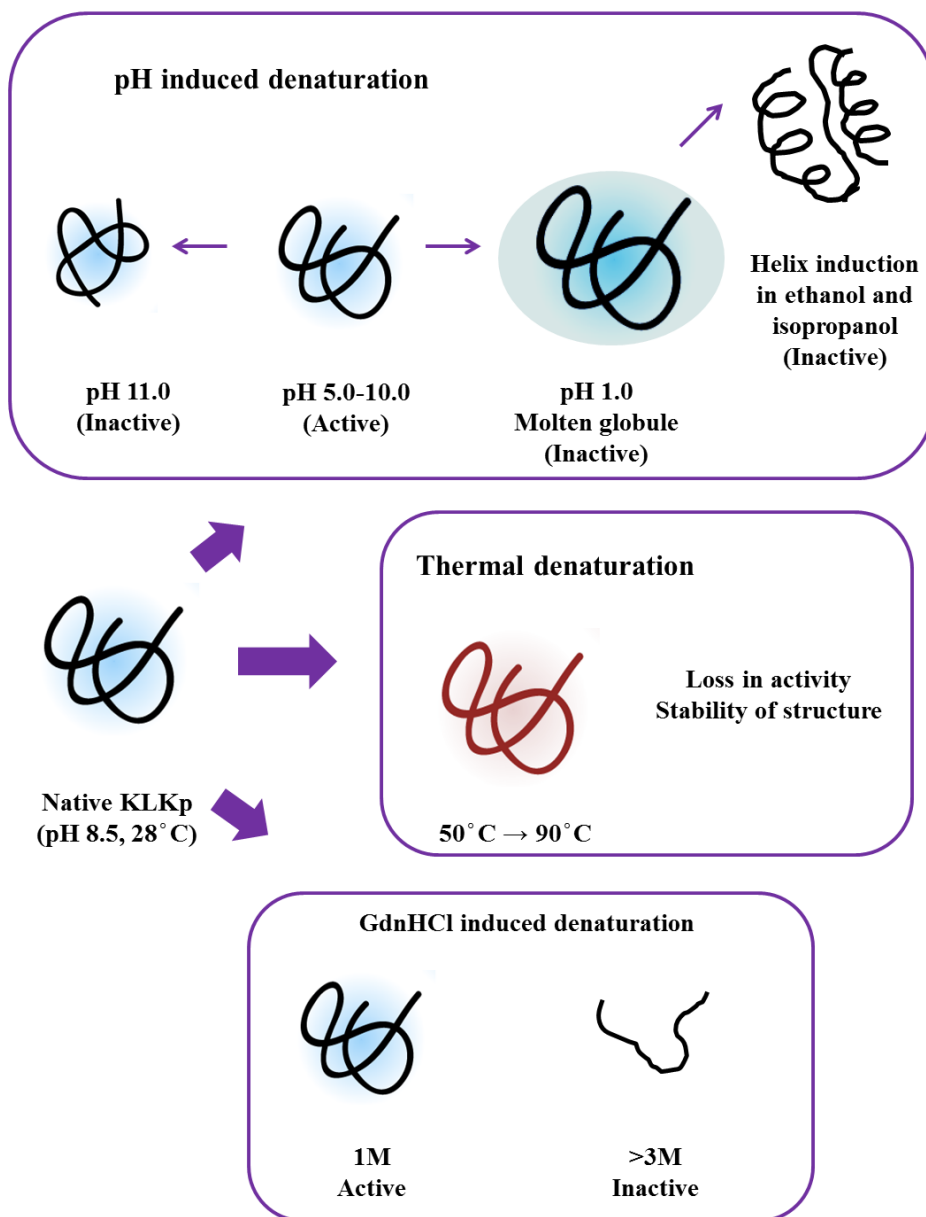 pH induced denaturation
Helix induction
in ethanol and
isopropanol
(Inactive)
pH 11.0
(Inactive)
pH 5.0-10.0
(Active)
pH 1.0
Molten globule
(Inactive)
Thermal denaturation
Loss in activity
Stability of structure
50°C → 90°C
Native KLKp
(pH 8.5, 28°C)
GdnHCl induced denaturation
1M
Active
>3M
Inactive